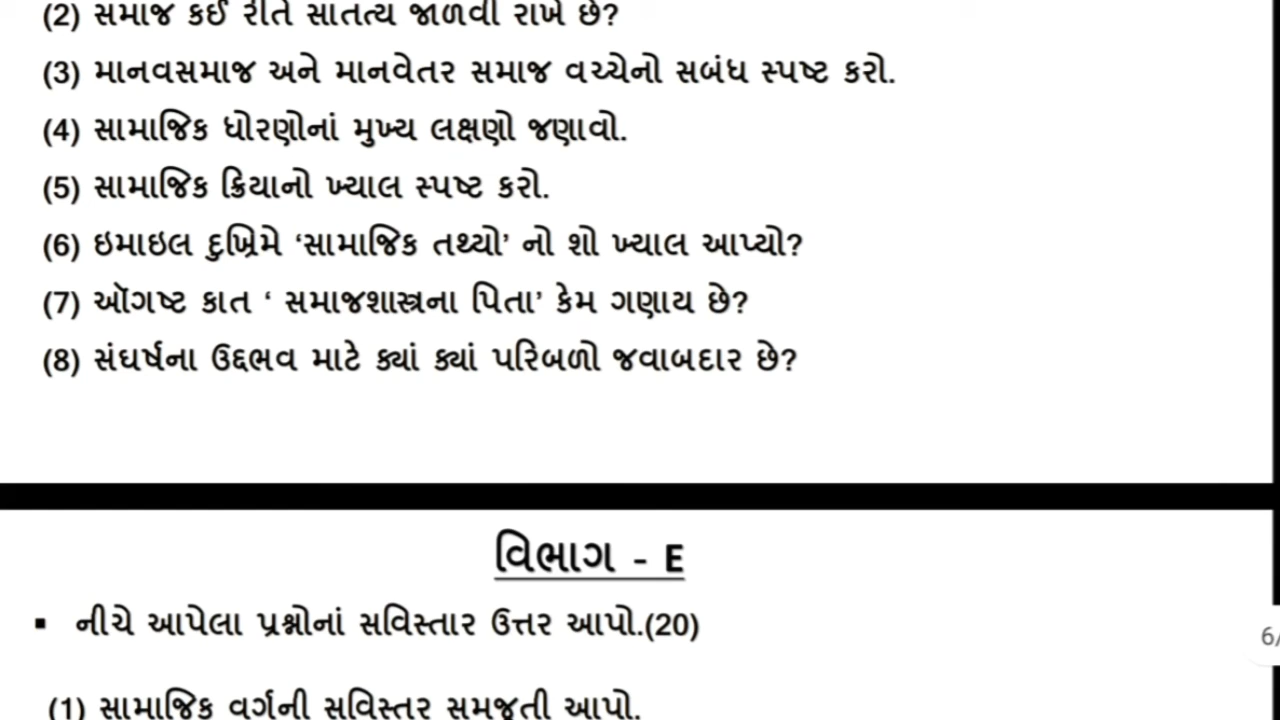 (2) સમાજ કઈ રીતે સાતત્ય જાળવી રાખે છે?
(3) માનવસમાજ અને માનવેતર સમાજ વચ્ચેનો સબંધ સ્પષ્ટ કરો.
(4) સામાજિક ધોરણોનાં મુખ્ય લક્ષણો જણાવો.
(5) સામાજિક ક્રિયાનો ખ્યાલ સ્પષ્ટ કરો.
(6) ઇમાઇલ દુખ્રિમે ‘સામાજિક તથ્યો’ નો શો ખ્યાલ આપ્યો?
(7) ઑગષ્ટ કાત ‘ સમાજશાસ્ત્રના પિતા’ કેમ ગણાય છે?
(8) સંઘર્ષના ઉદ્દભવ માટે ક્યાં ક્યાં પરિબળો જવાબદાર છે?
વિભાગ - E
▪ નીચે આપેલા પ્રશ્નોનાં સવિસ્તાર ઉત્તર આપો.(20)
6/
(1) સામાજિક વર્ગની સવિસ્તર સમજૂતી આપો.